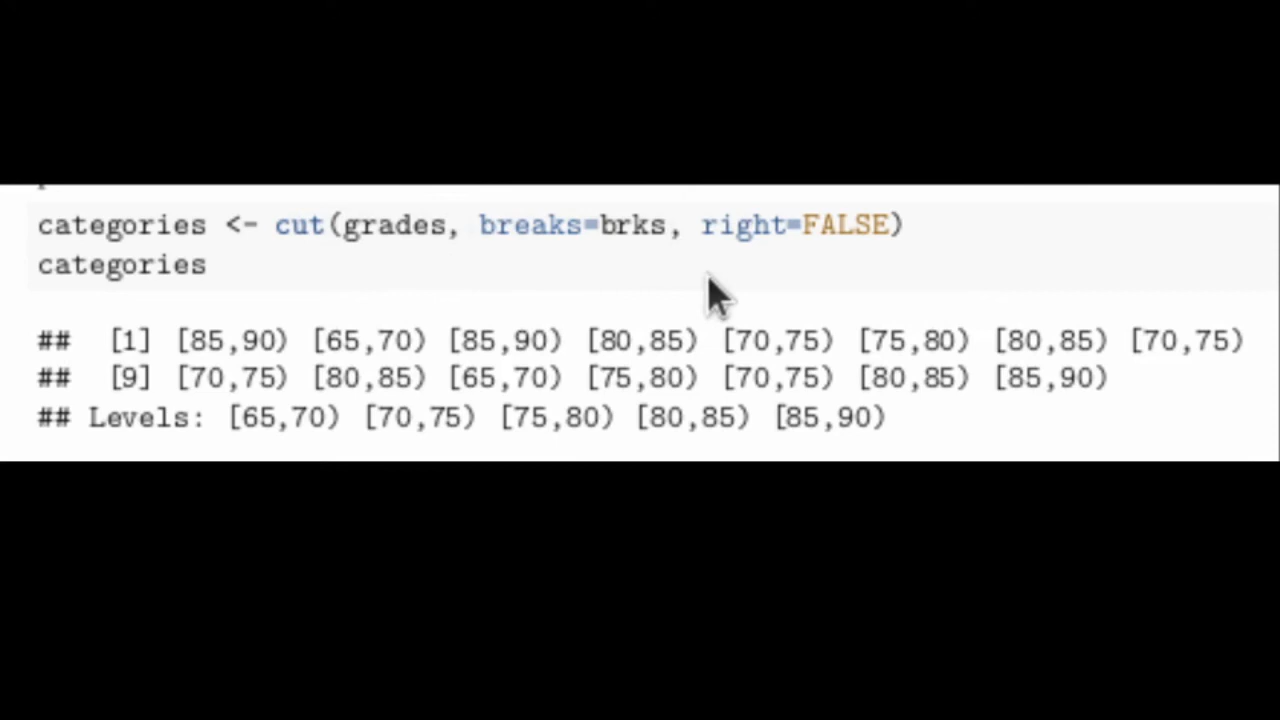 categories <- cut(grades, breaks=brks, right=FALSE)
categories
##  [1] [85,90) [65,70) [85,90) [80,85) [70,75) [75,80) [80,85) [70,75)
##  [9] [70,75) [80,85) [65,70) [75,80) [70,75) [80,85) [85,90)
## Levels: [65,70) [70,75) [75,80) [80,85) [85,90)